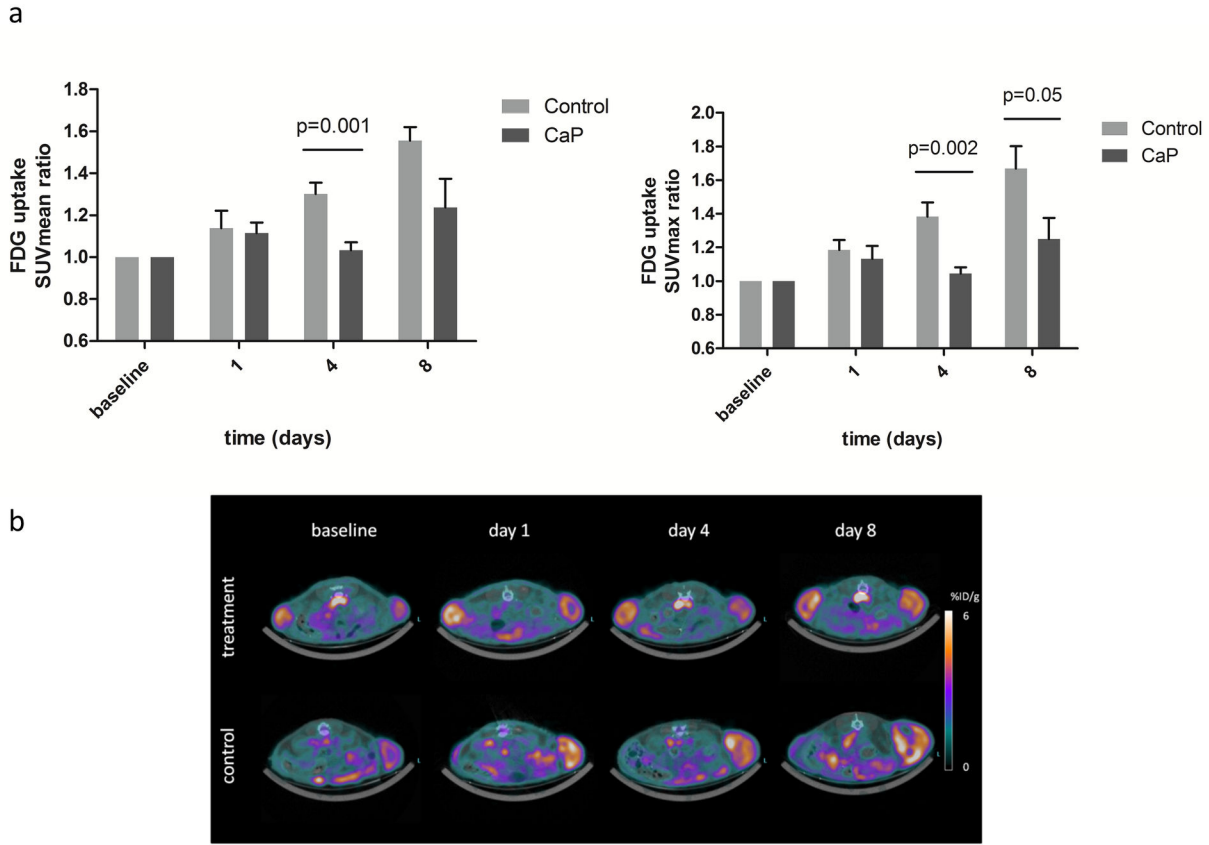 a
1.8
1.6
1.4
1.2
1.0
0.8
0.6
FDG uptake
SUVmean ratio
p=0.001
Control
CaP
baseline
1
4
8
time (days)
2.0
1.8
1.6
1.4
1.2
1.0
0.8
0.6
FDG uptake
SUVmax ratio
p=0.002
p=0.05
Control
CaP
baseline
1
4
8
time (days)
b
baseline day 1 day 4 day 8
treatment
control
L
L
L
L
L
L
L
L
%ID/g
6
0